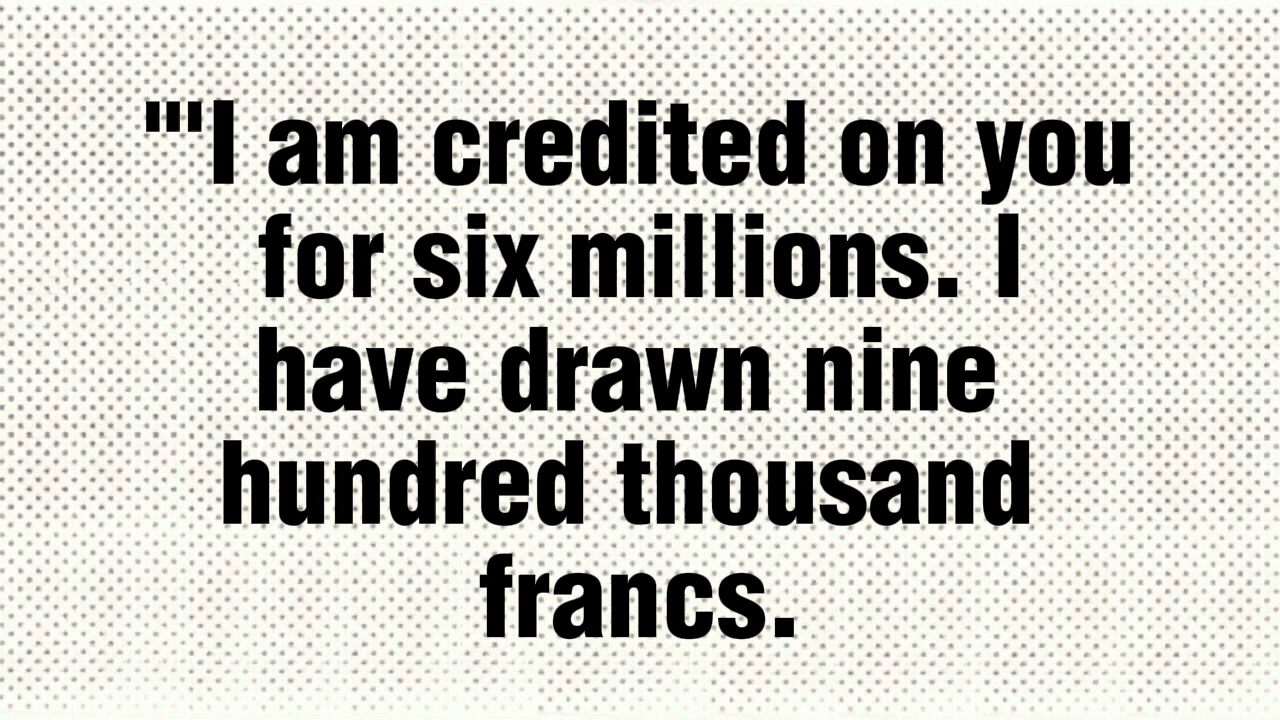 "'I am credited on you
for six millions. I
have drawn nine
hundred thousand
francs.